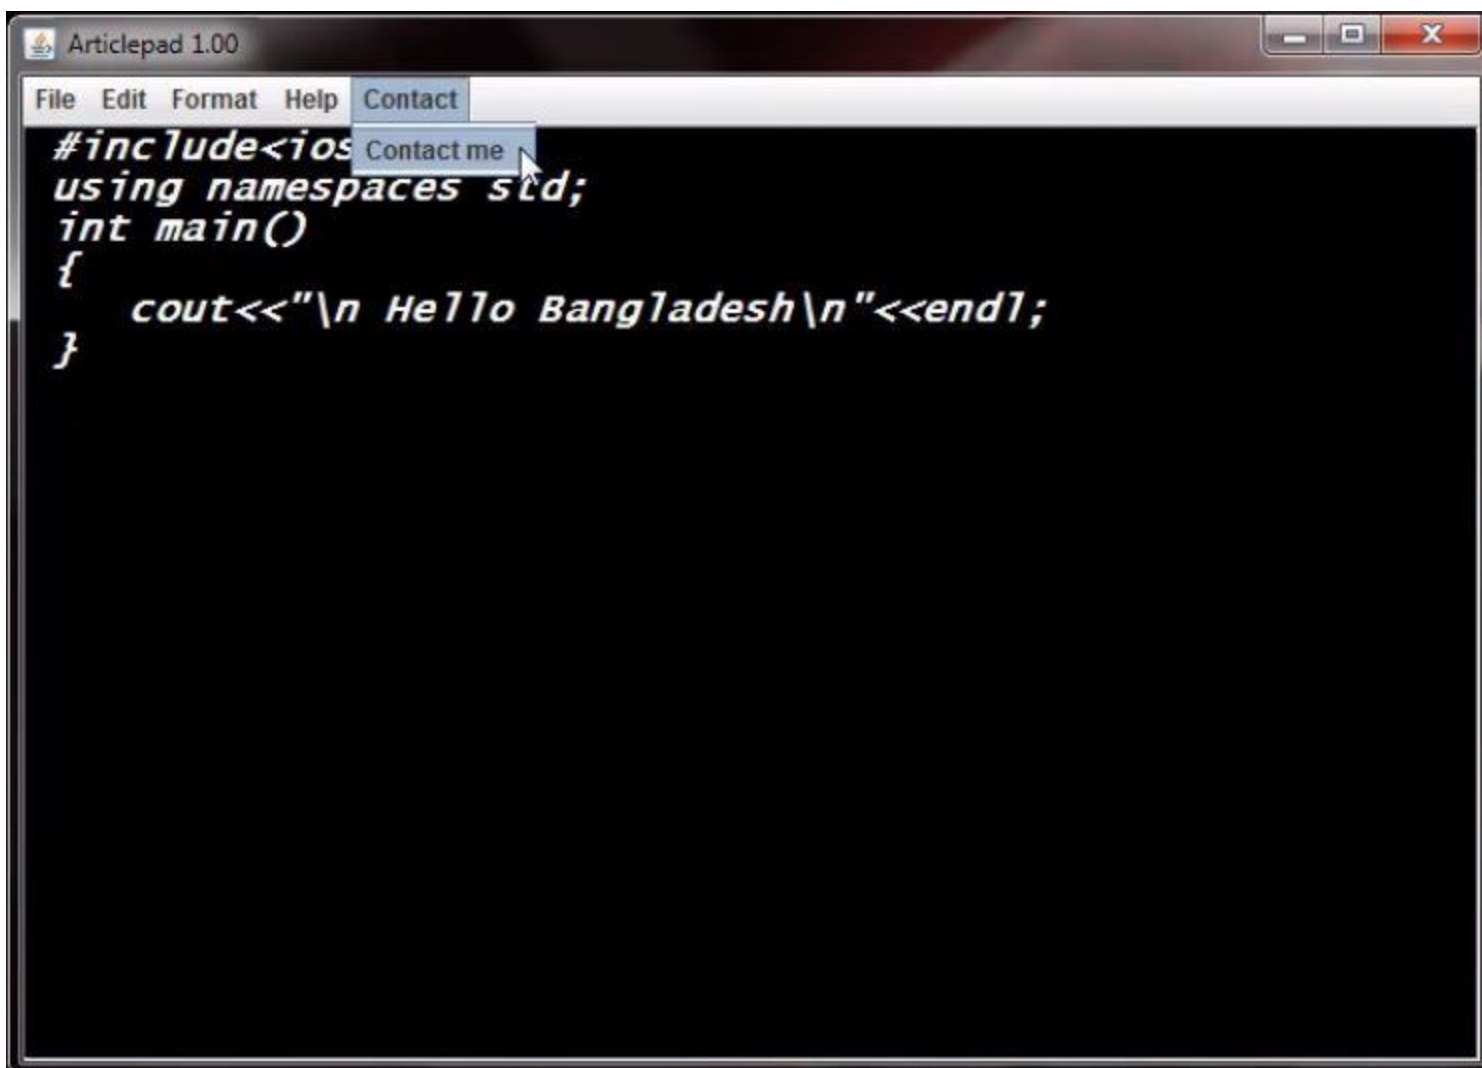 Articlepad 1.00
File Edit Format Help Contact
Contact me
#include<ios
using namespaces std;
int main()
{
cout<<"\n Hello Bangladesh\n"<<endl;
}